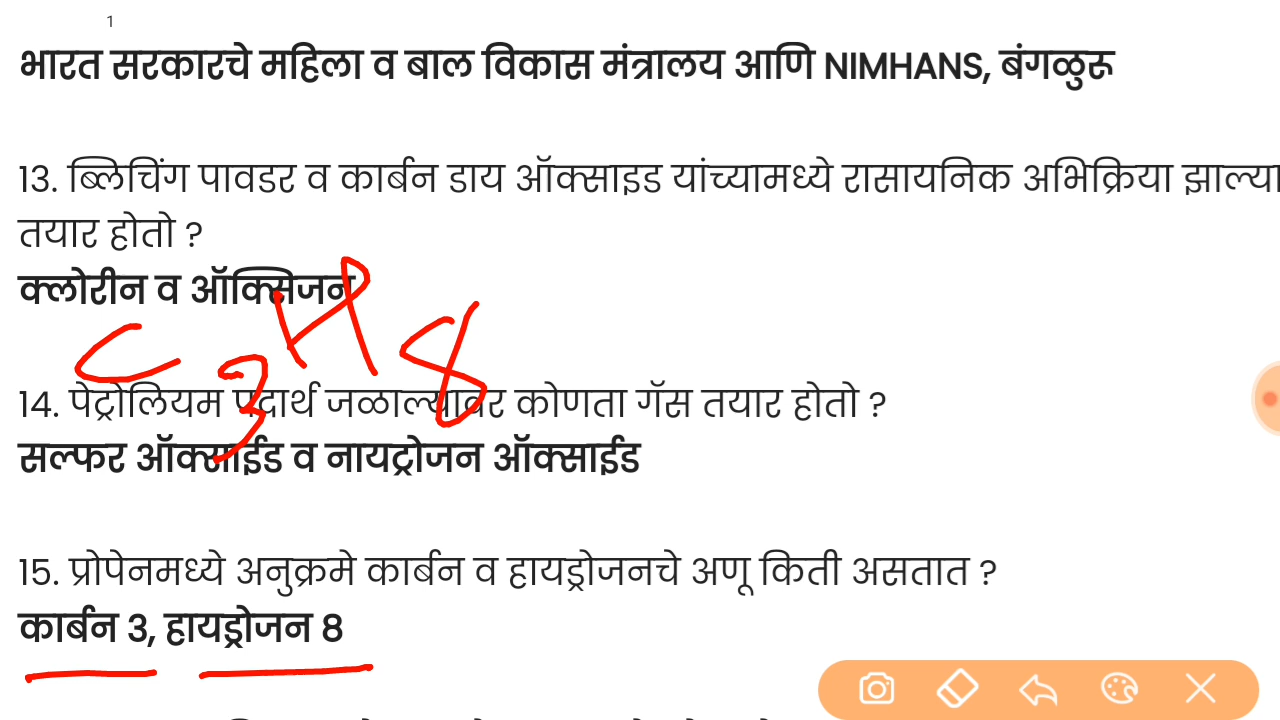 1
भारत सरकारचे महिला व बाल विकास मंत्रालय आणि NIMHANS, बंगळुरू
13. ब्लिचिंग पावडर व कार्बन डाय ऑक्साइड यांच्यामध्ये रासायनिक अभिक्रिया झाल्या
तयार होतो ?
क्लोरीन व ऑक्सिजन
C3H8
14. पेट्रोलियम पदार्थ जळाल्यावर कोणता गॅस तयार होतो ?
सल्फर ऑक्साईड व नायट्रोजन ऑक्साईड
15. प्रोपेनमध्ये अनुक्रमे कार्बन व हायड्रोजनचे अणू किती असतात ?
कार्बन 3, हायड्रोजन 8